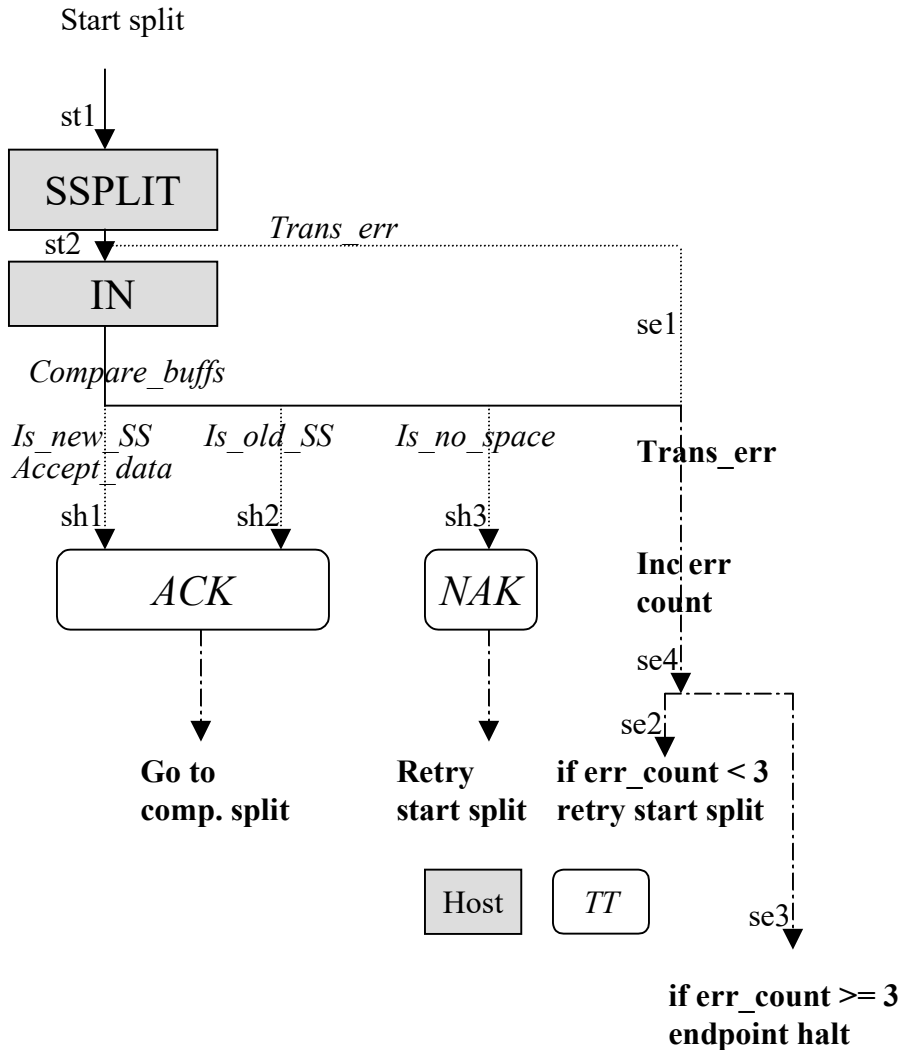 Start split
st1
SSPLIT
Trans_err
st2
IN
se1
Compare_buffs
Is_new_SS
Accept_data
Is_old_SS
Is_no_space
Trans_err
sh1
sh2
sh3
ACK
NAK
Inc err
count
se4
se2
Go to
comp. split
Retry
start split
if err_count < 3
retry start split
Host
TT
se3
if err_count >= 3
endpoint halt